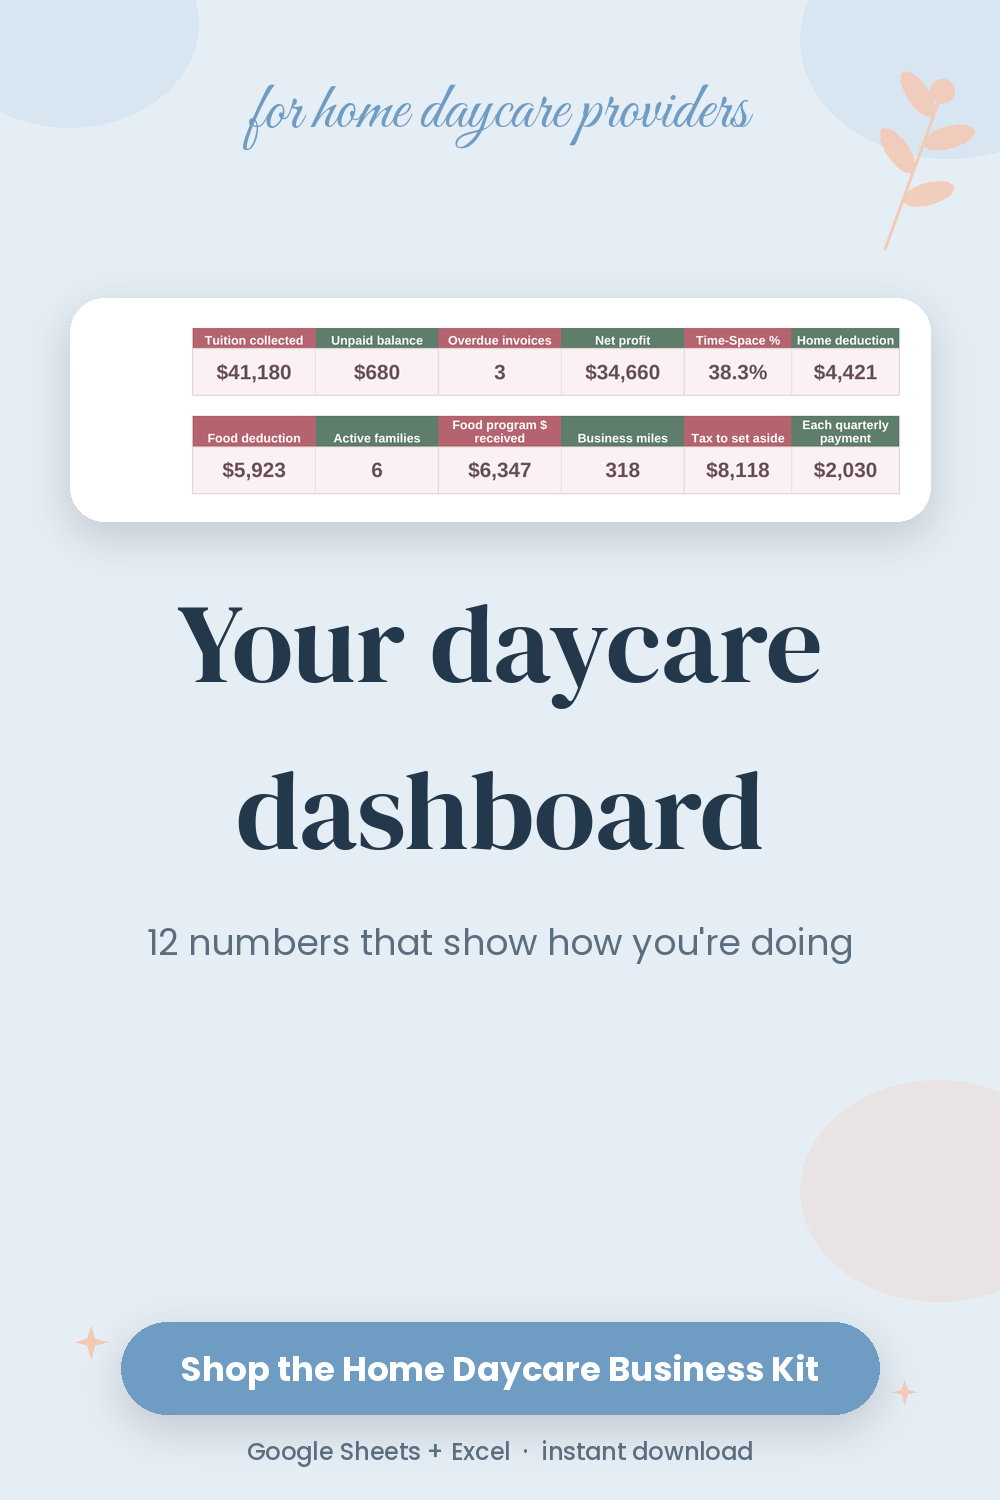 for home daycare providers
Tuition collected Unpaid balance Overdue invoices Net profit Time-Space % Home deduction
$41,180 $680 3 $34,660 38.3% $4,421
Food deduction Active families Food program $ received Business miles Tax to set aside Each quarterly payment
$5,923 6 $6,347 318 $8,118 $2,030
Your daycare
dashboard
12 numbers that show how you're doing
Shop the Home Daycare Business Kit
Google Sheets + Excel · instant download